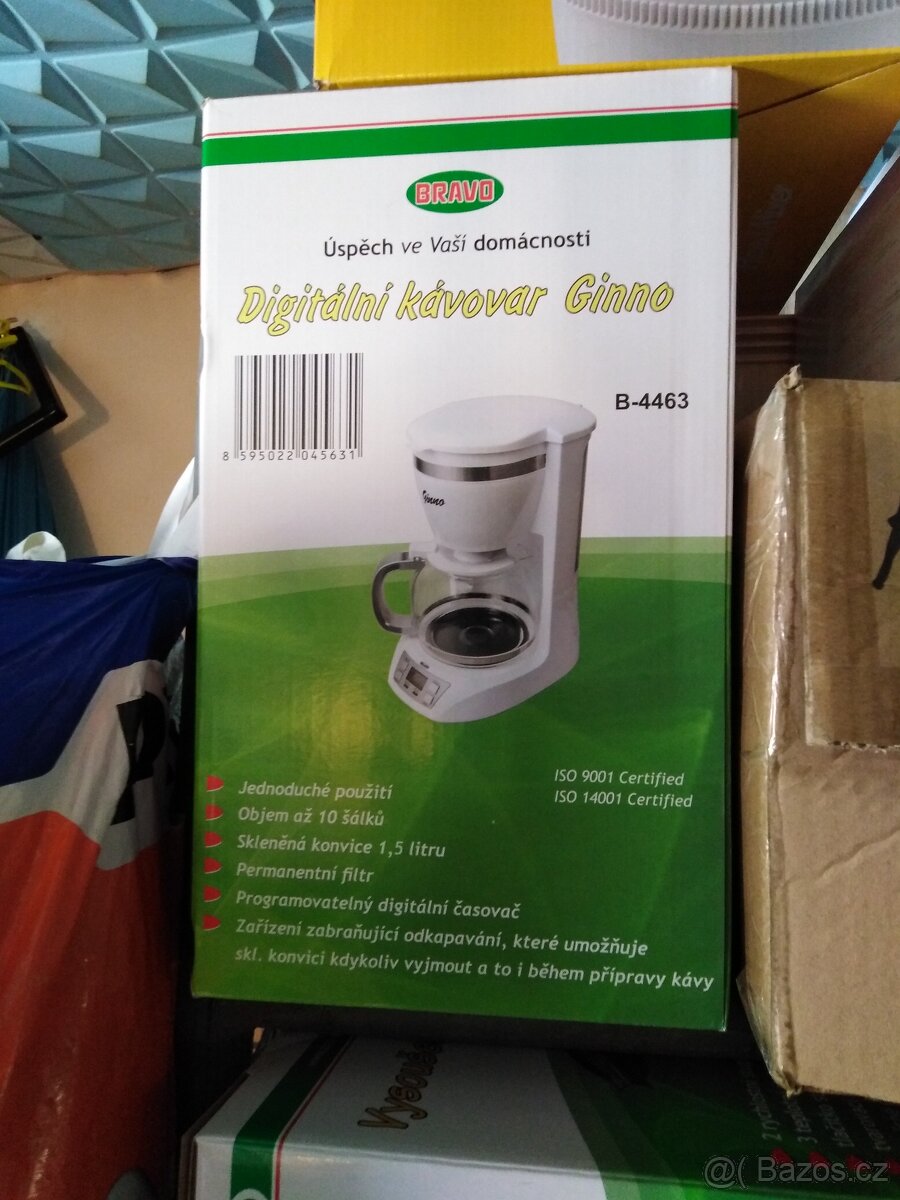 BRAVO
Úspěch ve Vaší domácnosti
Digitální kávovar Ginno
B-4463
8 595022 045631
Ginno
ISO 9001 Certified
ISO 14001 Certified
Jednoduché použití
Objem až 10 šálků
Skleněná konvice 1,5 litru
Permanentní filtr
Programovatelný digitální časovač
Zařízení zabraňující odkapavání, které umožňuje
skl. konvici kdykoliv vyjmout a to i během přípravy kávy
@( Bazos.cz